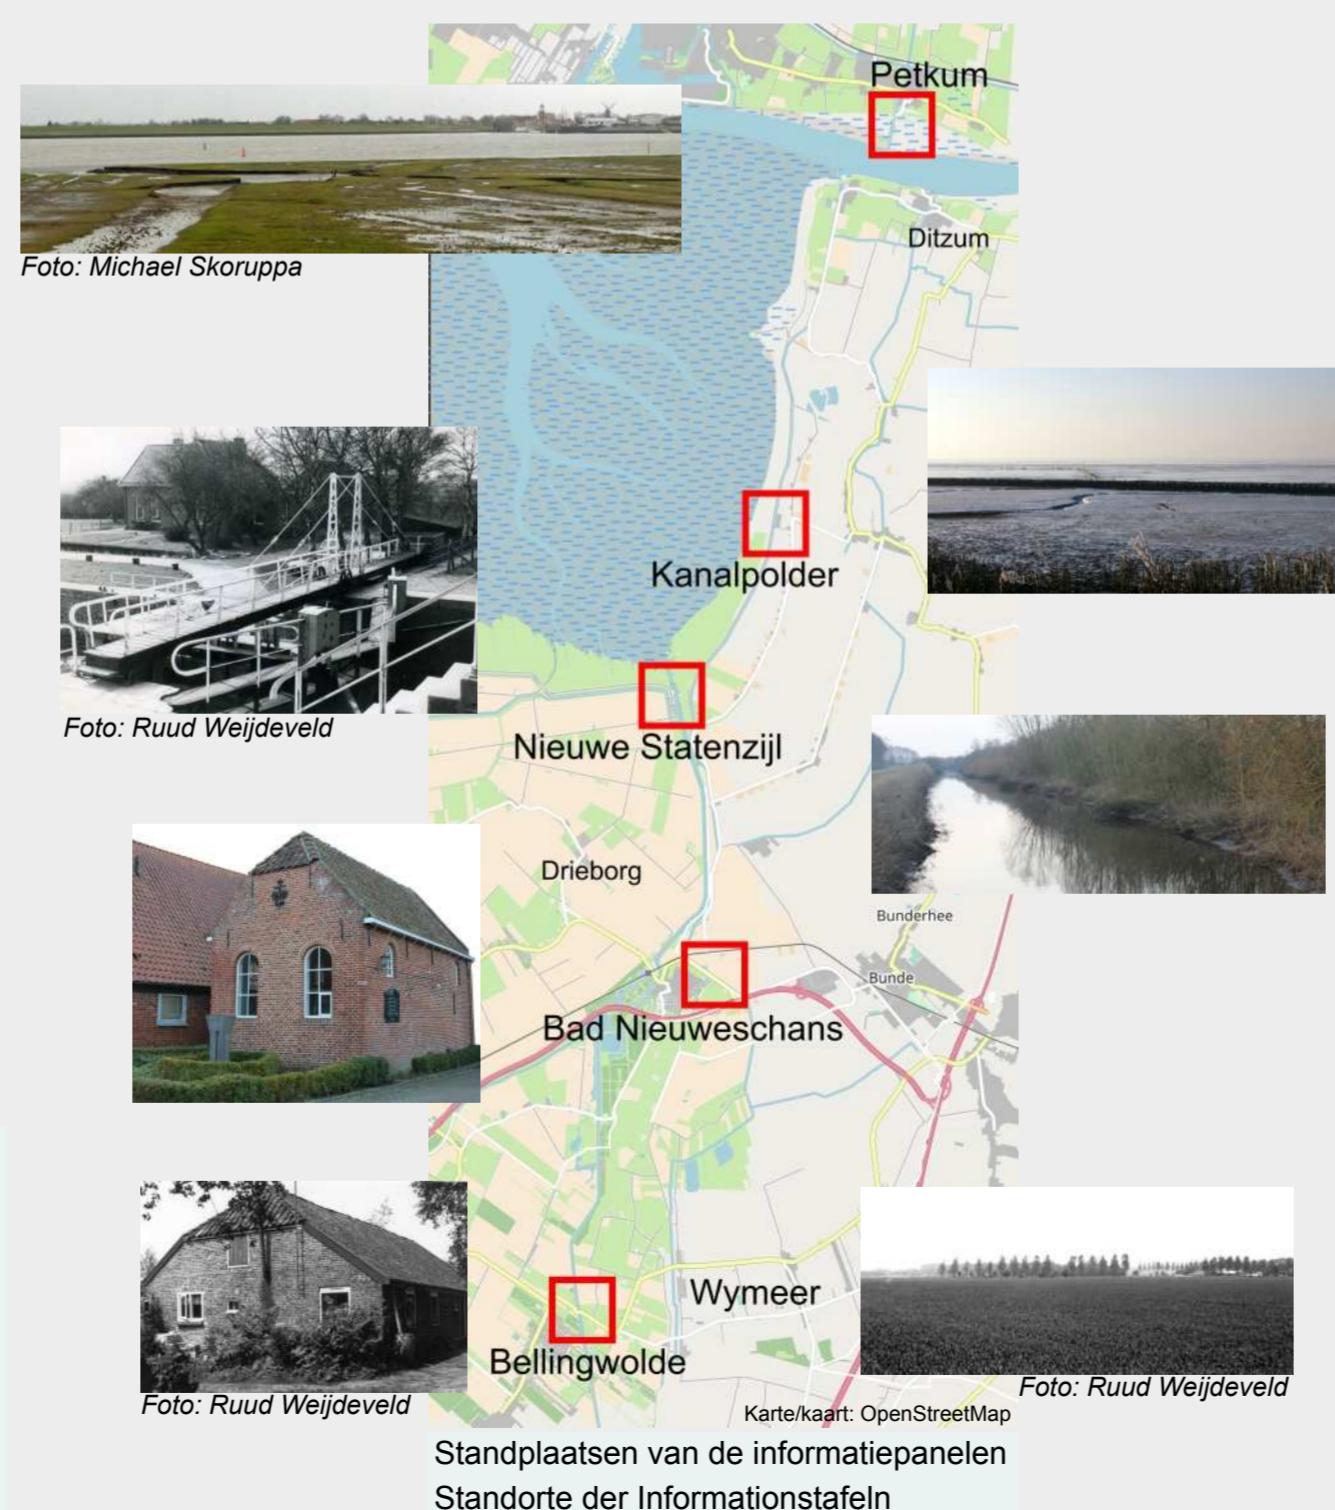 Petkum
Foto: Michael Skoruppa
Ditzum
Kanalpolder
Foto: Ruud Weijdeveld
Nieuwe Statenzijl
Drieborg
Bunderhee
Bunde
Bad Nieuweschans
Wymeer
Bellingwolde
Foto: Ruud Weijdeveld
Foto: Ruud Weijdeveld
Karte/kaart: OpenStreetMap
Standplaatsen van de informatiepanelen
Standorte der Informationstafeln